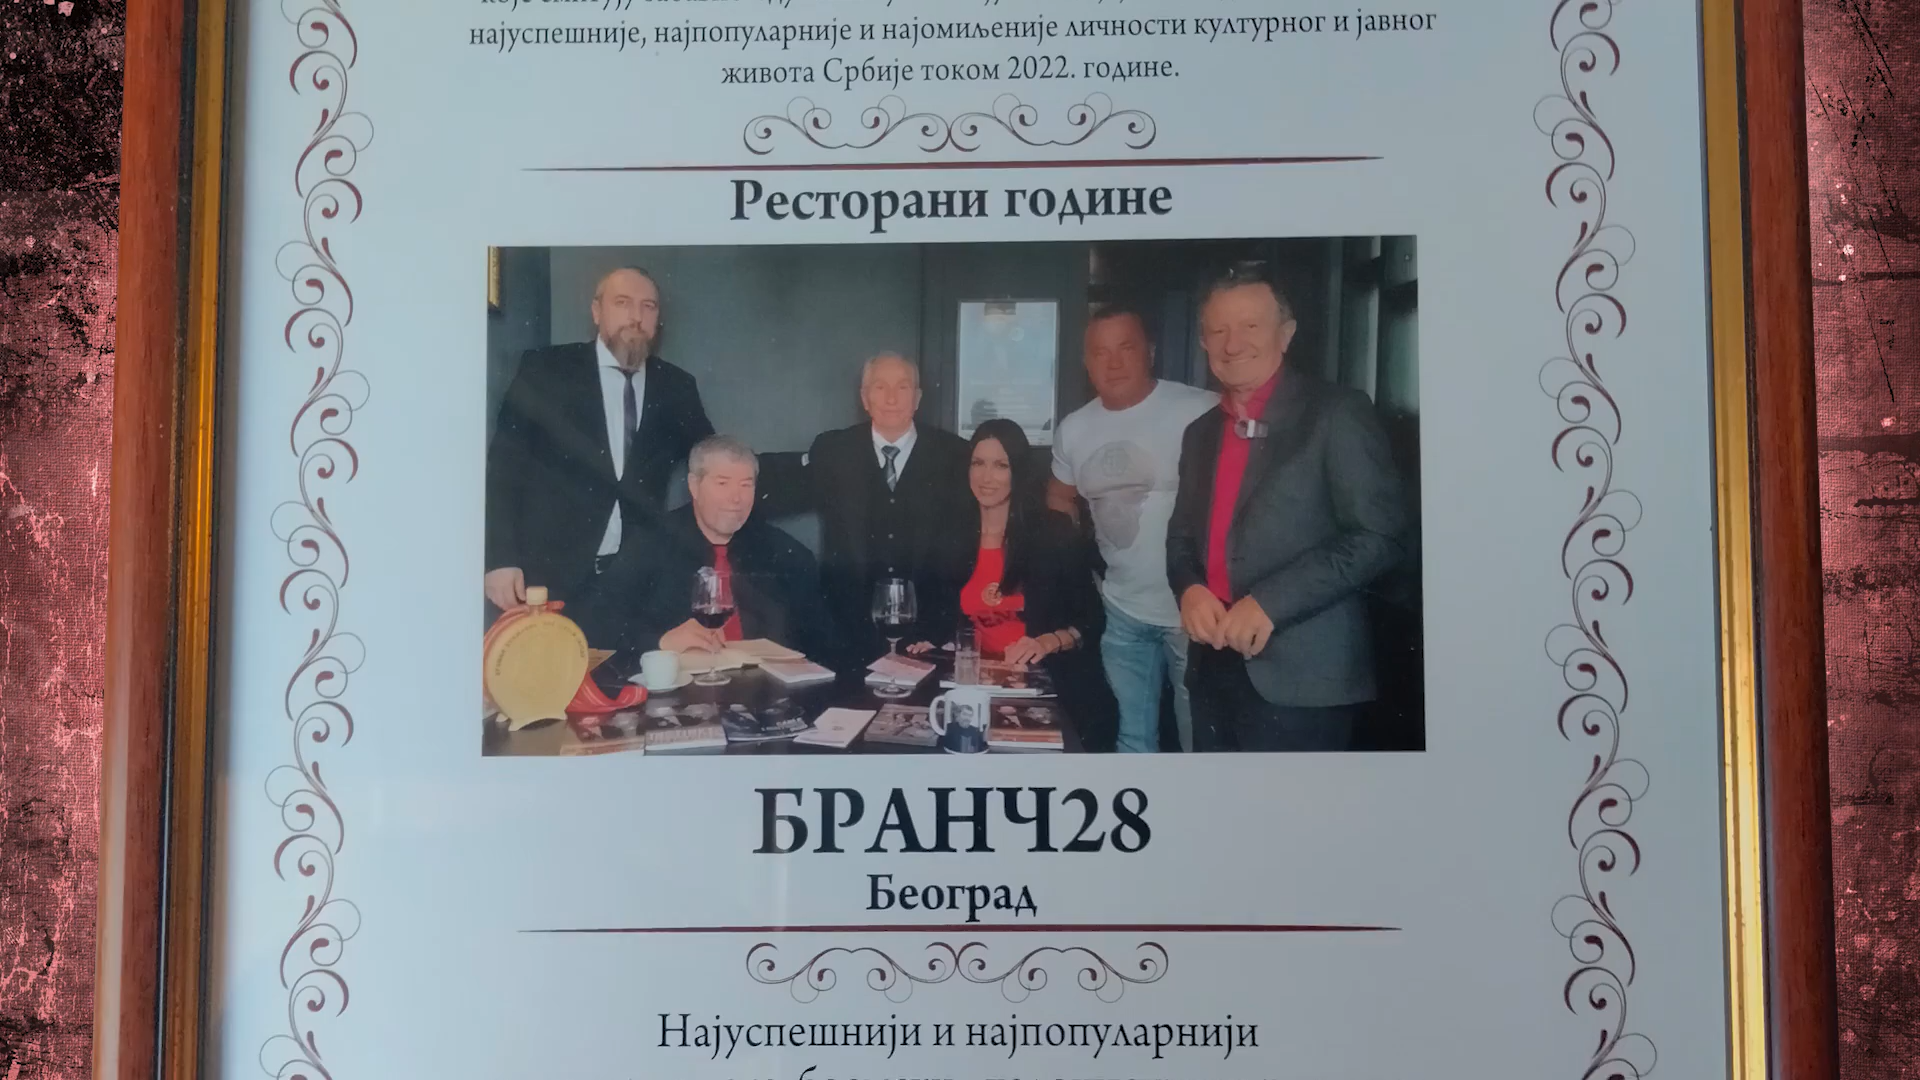 најуспешније, најпопуларније и најомиљеније личности културног и јавног
живота Србије током 2022. године.
Ресторани године
БРАНЧ28
Београд
Најуспешнији и најпопуларнији